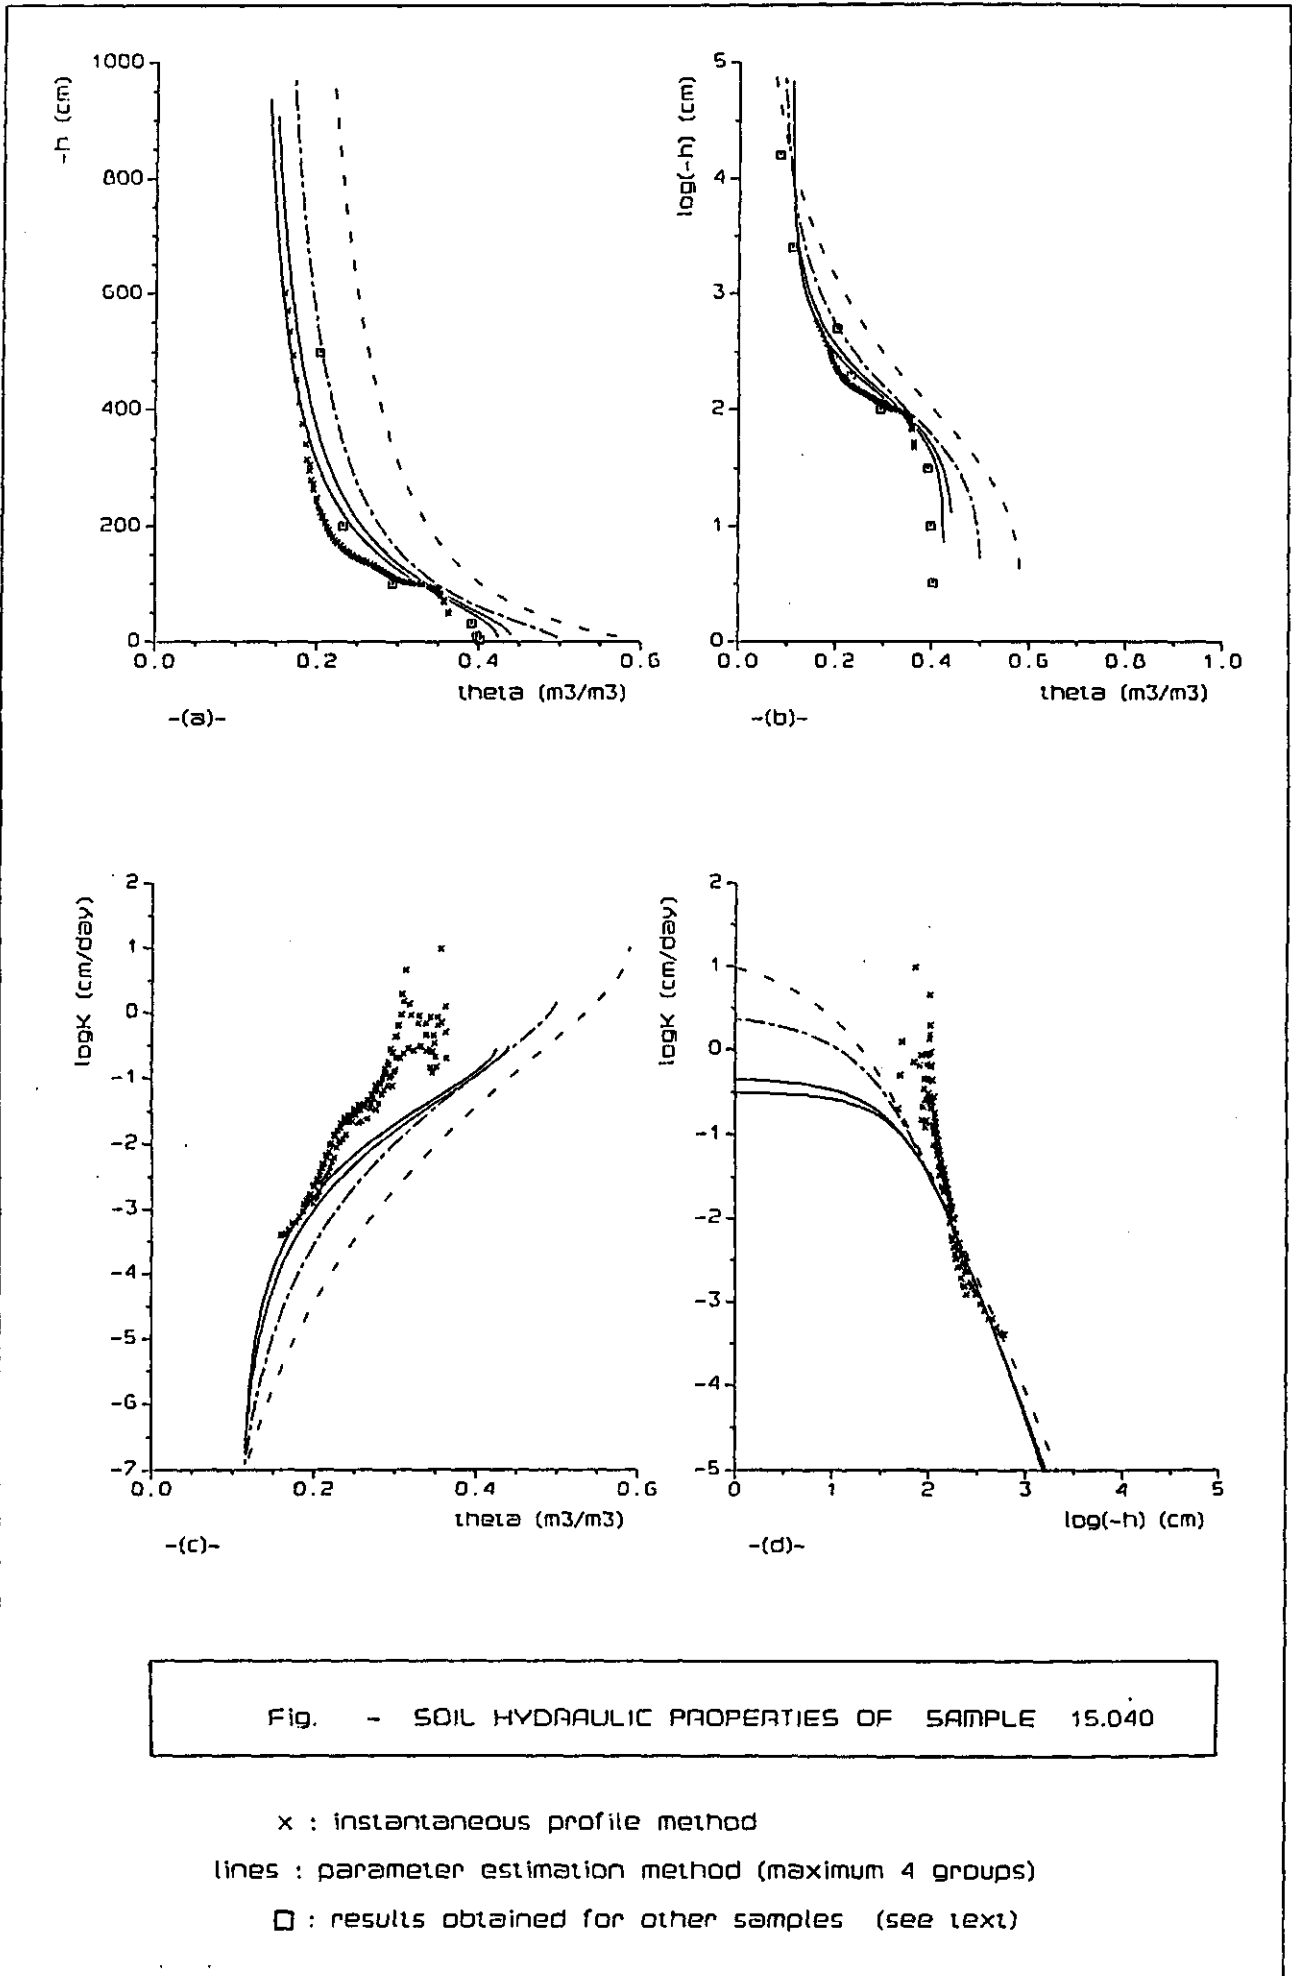 1000
800
600
400
200
0
-h (cm)
0.0 0.2 0.4 0.6
theta (m3/m3)
-(a)-
5
4
3
2
1
0
log(-h) (cm)
0.0 0.2 0.4 0.6 0.8 1.0
theta (m3/m3)
-(b)-
2
1
0
-1
-2
-3
-4
-5
-6
-7
logK (cm/day)
0.0 0.2 0.4 0.6
theta (m3/m3)
-(c)-
2
1
0
-1
-2
-3
-4
-5
logK (cm/day)
0 1 2 3 4 5
log(-h) (cm)
-(d)-
Fig. - SOIL HYDRAULIC PROPERTIES OF SAMPLE 15.040
x : instantaneous profile method
lines : parameter estimation method (maximum 4 groups)
□ : results obtained for other samples (see text)